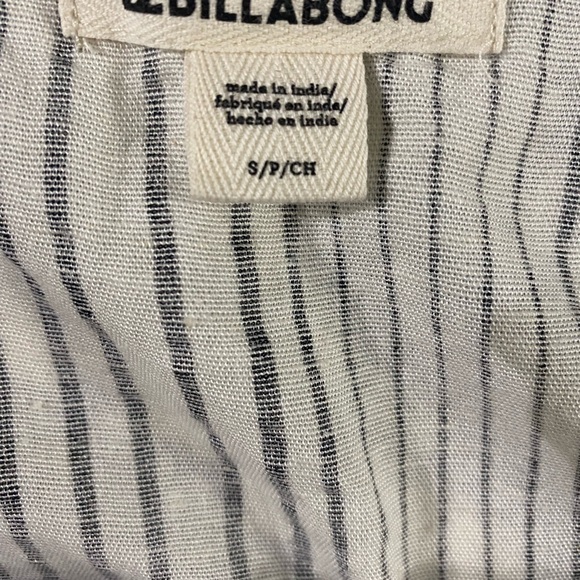 BILLABONG
made in india/
fabriqué en inde/
hecho en india
S/P/CH